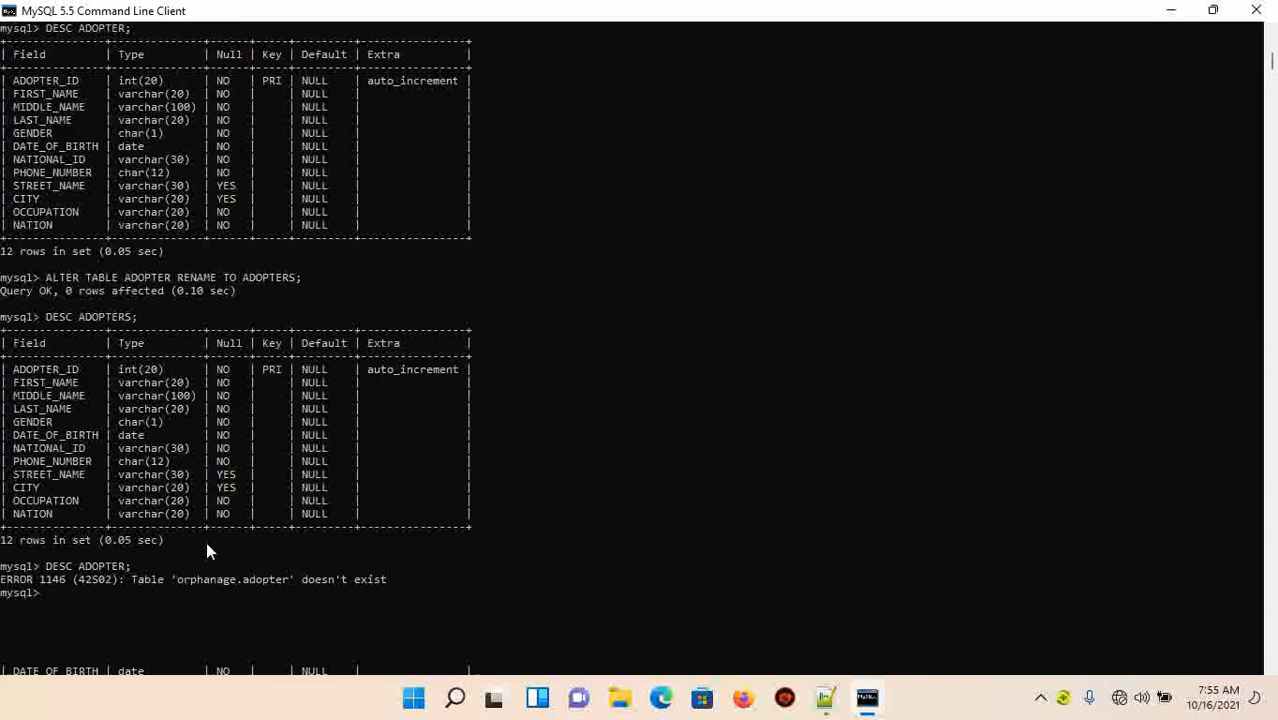 MySQL 5.5 Command Line Client
mysql> DESC ADOPTER;
+---------------+--------------+------+-----+---------+----------------+
| Field         | Type         | Null | Key | Default | Extra          |
+---------------+--------------+------+-----+---------+----------------+
| ADOPTER_ID    | int(20)      | NO   | PRI | NULL    | auto_increment |
| FIRST_NAME    | varchar(20)  | NO   |     | NULL    |                |
| MIDDLE_NAME   | varchar(100) | NO   |     | NULL    |                |
| LAST_NAME     | varchar(20)  | NO   |     | NULL    |                |
| GENDER        | char(1)      | NO   |     | NULL    |                |
| DATE_OF_BIRTH | date         | NO   |     | NULL    |                |
| NATIONAL_ID   | varchar(30)  | NO   |     | NULL    |                |
| PHONE_NUMBER  | char(12)     | NO   |     | NULL    |                |
| STREET_NAME   | varchar(30)  | YES  |     | NULL    |                |
| CITY          | varchar(20)  | YES  |     | NULL    |                |
| OCCUPATION    | varchar(20)  | NO   |     | NULL    |                |
| NATION        | varchar(20)  | NO   |     | NULL    |                |
+---------------+--------------+------+-----+---------+----------------+
12 rows in set (0.05 sec)
mysql> ALTER TABLE ADOPTER RENAME TO ADOPTERS;
Query OK, 0 rows affected (0.10 sec)
mysql> DESC ADOPTERS;
+---------------+--------------+------+-----+---------+----------------+
| Field         | Type         | Null | Key | Default | Extra          |
+---------------+--------------+------+-----+---------+----------------+
| ADOPTER_ID    | int(20)      | NO   | PRI | NULL    | auto_increment |
| FIRST_NAME    | varchar(20)  | NO   |     | NULL    |                |
| MIDDLE_NAME   | varchar(100) | NO   |     | NULL    |                |
| LAST_NAME     | varchar(20)  | NO   |     | NULL    |                |
| GENDER        | char(1)      | NO   |     | NULL    |                |
| DATE_OF_BIRTH | date         | NO   |     | NULL    |                |
| NATIONAL_ID   | varchar(30)  | NO   |     | NULL    |                |
| PHONE_NUMBER  | char(12)     | NO   |     | NULL    |                |
| STREET_NAME   | varchar(30)  | YES  |     | NULL    |                |
| CITY          | varchar(20)  | YES  |     | NULL    |                |
| OCCUPATION    | varchar(20)  | NO   |     | NULL    |                |
| NATION        | varchar(20)  | NO   |     | NULL    |                |
+---------------+--------------+------+-----+---------+----------------+
12 rows in set (0.05 sec)
mysql> DESC ADOPTER;
ERROR 1146 (42S02): Table 'orphanage.adopter' doesn't exist
mysql>
| DATE_OF_BIRTH | date         | NO   |     | NULL    |                |
7:55 AM
10/16/2021